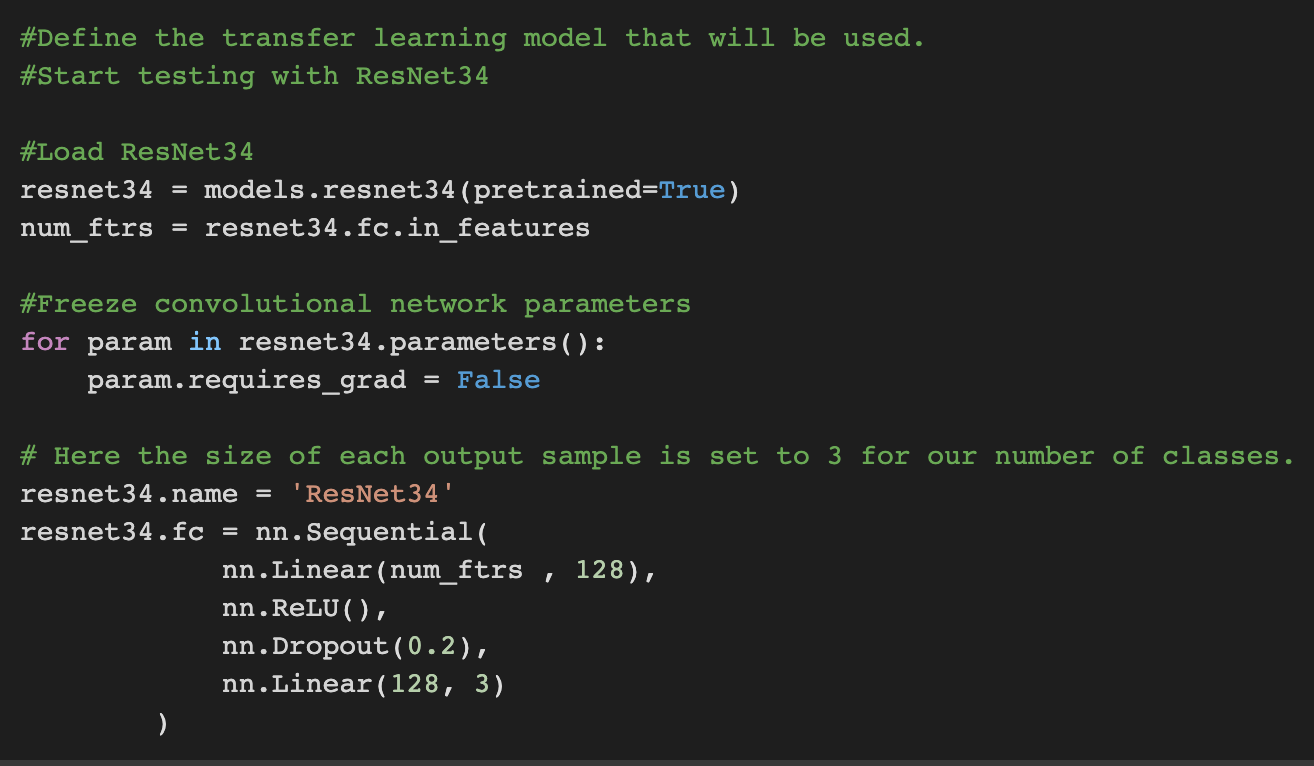 #Define the transfer learning model that will be used.
#Start testing with ResNet34
#Load ResNet34
resnet34 = models.resnet34(pretrained=True)
num_ftrs = resnet34.fc.in_features
#Freeze convolutional network parameters
for param in resnet34.parameters():
    param.requires_grad = False
# Here the size of each output sample is set to 3 for our number of classes.
resnet34.name = 'ResNet34'
resnet34.fc = nn.Sequential(
            nn.Linear(num_ftrs , 128),
            nn.ReLU(),
            nn.Dropout(0.2),
            nn.Linear(128, 3)
        )